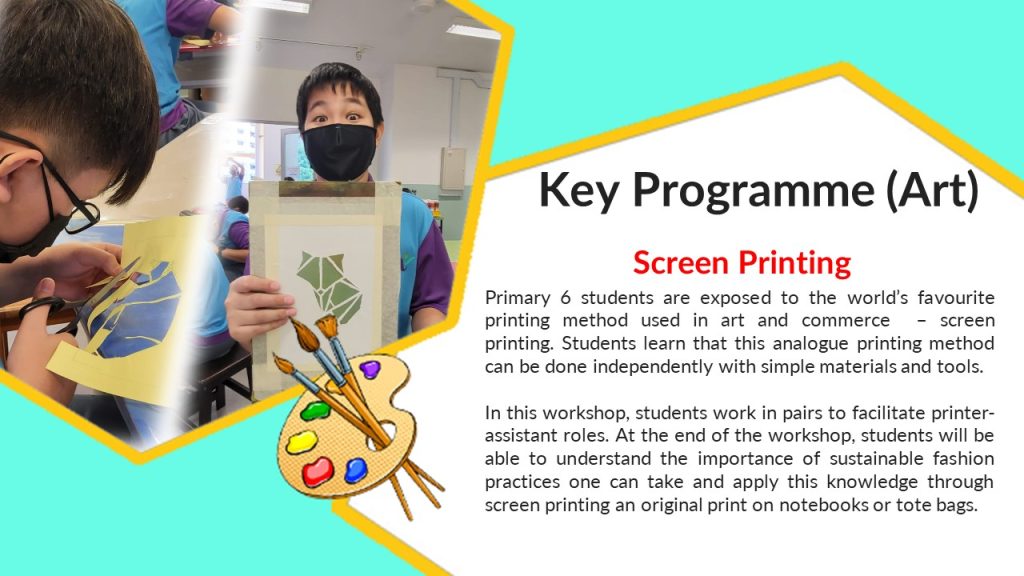 Key Programme (Art)
Screen Printing
Primary 6 students are exposed to the world's favourite
printing method used in art and commerce – screen
printing. Students learn that this analogue printing method
can be done independently with simple materials and tools.
In this workshop, students work in pairs to facilitate printer-
assistant roles. At the end of the workshop, students will be
able to understand the importance of sustainable fashion
practices one can take and apply this knowledge through
screen printing an original print on notebooks or tote bags.